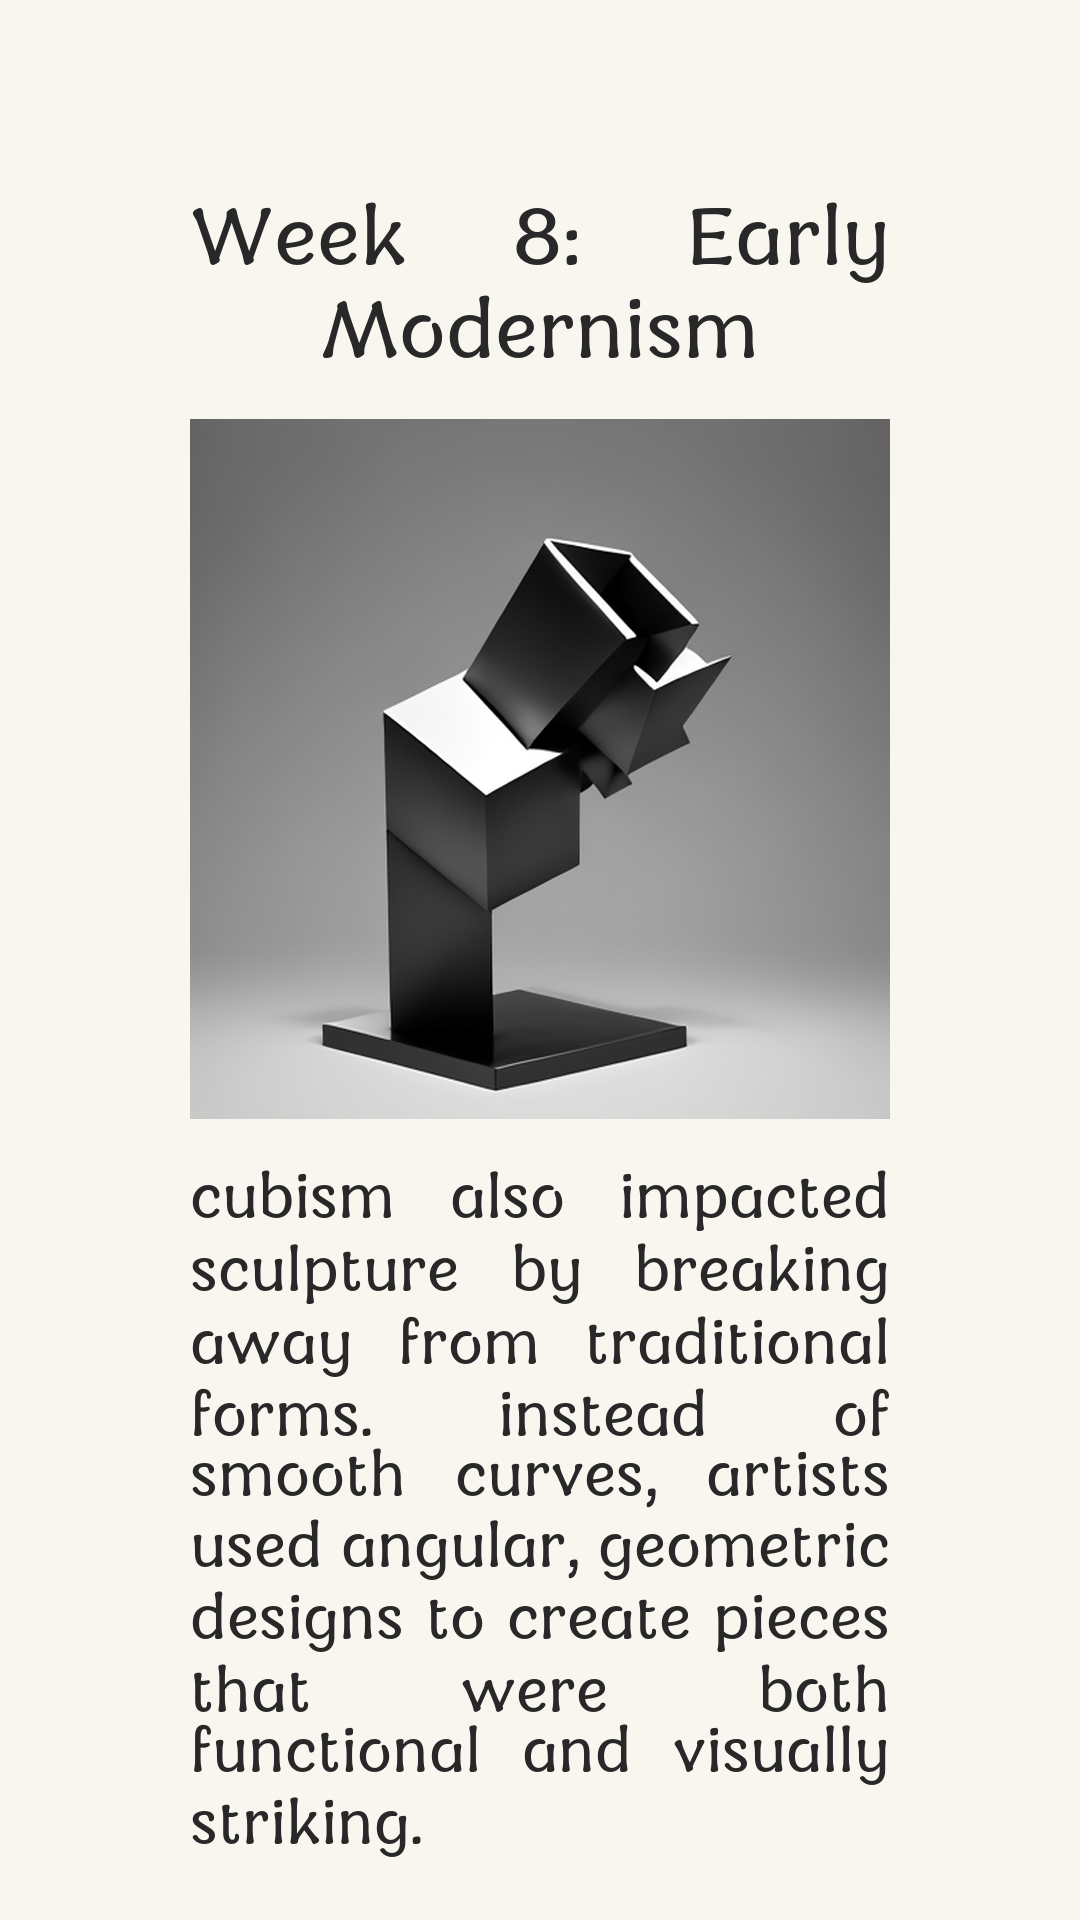 Week 8: Early
Modernism
cubism also impacted
sculpture by breaking
away from traditional
forms. instead of
smooth curves, artists
used angular, geometric
designs to create pieces
that were both
functional and visually
striking.